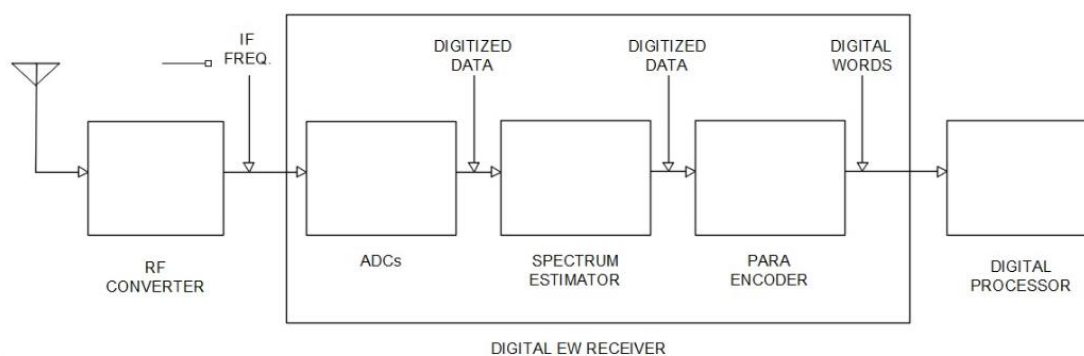 IF
FREQ.
DIGITIZED
DATA
DIGITIZED
DATA
DIGITAL
WORDS
RF
CONVERTER
ADCs
SPECTRUM
ESTIMATOR
PARA
ENCODER
DIGITAL
PROCESSOR
DIGITAL EW RECEIVER